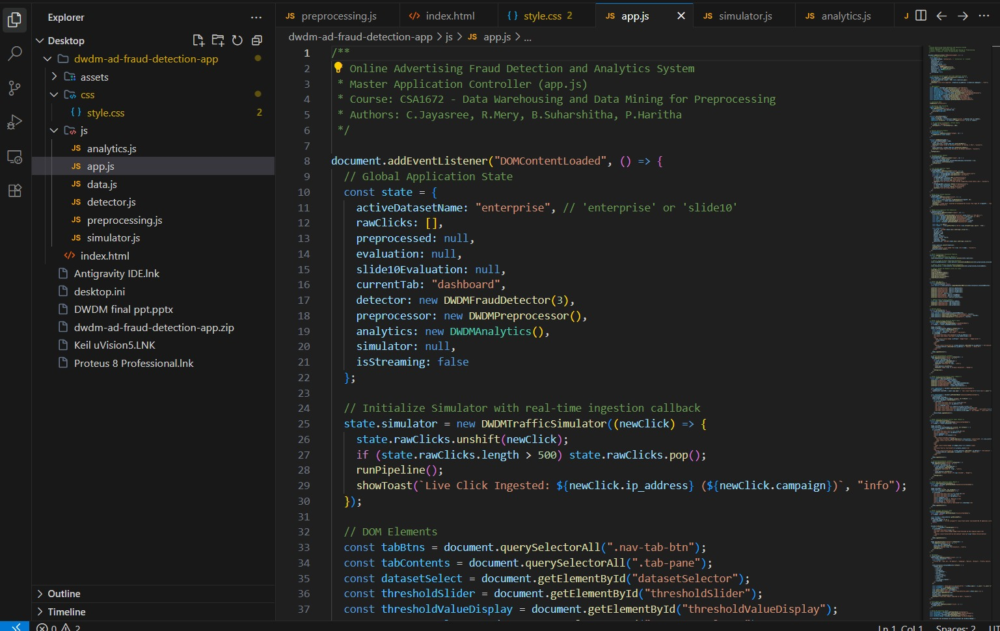 Explorer
Desktop
dwdm-ad-fraud-detection-app
assets
css
style.css 2
js
analytics.js
app.js
data.js
detector.js
preprocessing.js
simulator.js
index.html
Antigravity IDE.lnk
desktop.ini
DWDM final ppt.pptx
dwdm-ad-fraud-detection-app.zip
Keil uVision5.LNK
Proteus 8 Professional.lnk
Outline
Timeline
0 2
JS preprocessing.js <> index.html { } style.css 2 JS app.js JS simulator.js JS analytics.js
dwdm-ad-fraud-detection-app > js > JS app.js > ...
1 /**
2 Online Advertising Fraud Detection and Analytics System
3 * Master Application Controller (app.js)
4 * Course: CSA1672 - Data Warehousing and Data Mining for Preprocessing
5 * Authors: C.Jayasree, R.Mery, B.Suharshitha, P.Haritha
6 */
7
8 document.addEventListener("DOMContentLoaded", () => {
9 // Global Application State
10 const state = {
11 activeDatasetName: "enterprise", // 'enterprise' or 'slide10'
12 rawClicks: [],
13 preprocessed: null,
14 evaluation: null,
15 slide10Evaluation: null,
16 currentTab: "dashboard",
17 detector: new DWDMFraudDetector(3),
18 preprocessor: new DWDMPreprocessor(),
19 analytics: new DWDMAnalytics(),
20 simulator: null,
21 isStreaming: false
22 };
23
24 // Initialize Simulator with real-time ingestion callback
25 state.simulator = new DWDMTrafficSimulator((newClick) => {
26 state.rawClicks.unshift(newClick);
27 if (state.rawClicks.length > 500) state.rawClicks.pop();
28 runPipeline();
29 showToast(`Live Click Ingested: ${newClick.ip_address} (${newClick.campaign})`, "info");
30 });
31
32 // DOM Elements
33 const tabBtns = document.querySelectorAll(".nav-tab-btn");
34 const tabContents = document.querySelectorAll(".tab-pane");
35 const datasetSelect = document.getElementById("datasetSelector");
36 const thresholdSlider = document.getElementById("thresholdSlider");
37 const thresholdValueDisplay = document.getElementById("thresholdValueDisplay");
Ln 1, Col 1 Spaces: 2